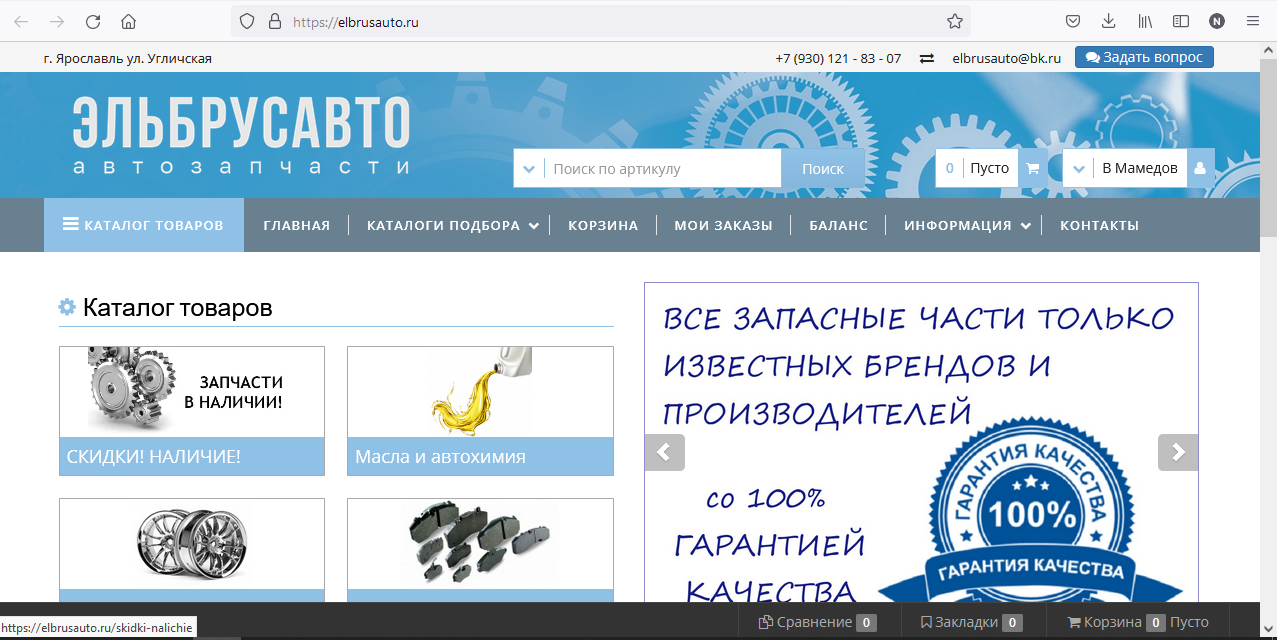 https://elbrusauto.ru
N
г. Ярославль ул. Угличская
+7 (930) 121 - 83 - 07
elbrusauto@bk.ru
Задать вопрос
ЭЛЬБРУСАВТО
автозапчасти
Поиск по артикулу
Поиск
0 Пусто
В Мамедов
КАТАЛОГ ТОВАРОВ
ГЛАВНАЯ
КАТАЛОГИ ПОДБОРА
КОРЗИНА
МОИ ЗАКАЗЫ
БАЛАНС
ИНФОРМАЦИЯ
КОНТАКТЫ
Каталог товаров
ЗАПЧАСТИ
В НАЛИЧИИ!
СКИДКИ! НАЛИЧИЕ!
Масла и автохимия
ВСЕ ЗАПАСНЫЕ ЧАСТИ ТОЛЬКО
ИЗВЕСТНЫХ БРЕНДОВ И
ПРОИЗВОДИТЕЛЕЙ
со 100%
ГАРАНТИЕЙ
КАЧЕСТВА
ГАРАНТИЯ КАЧЕСТВА
100%
ГАРАНТИЯ КАЧЕСТВА
https://elbrusauto.ru/skidki-nalichie
Сравнение 0
Закладки 0
Корзина 0 Пусто